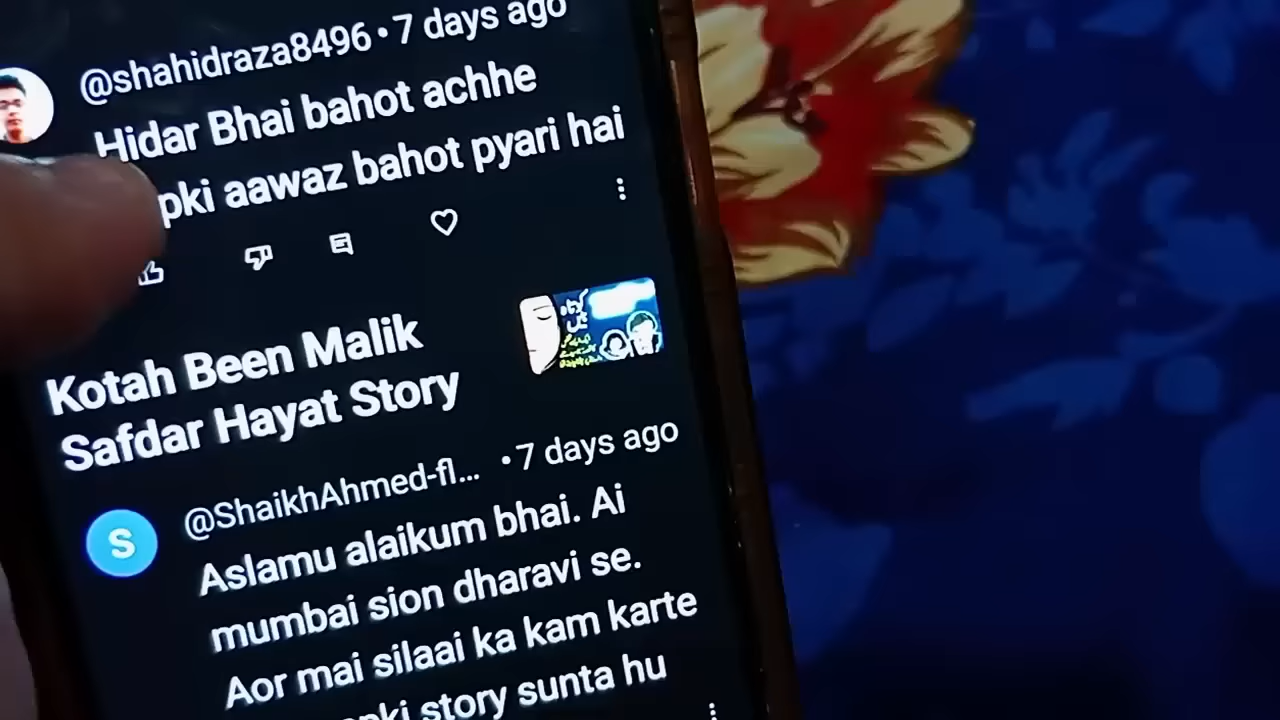 @shahidraza8496 • 7 days ago
Hidar Bhai bahot achhe
pki aawaz bahot pyari hai
Kotah Been Malik
Safdar Hayat Story
@ShaikhAhmed-fl... • 7 days ago
S
Aslamu alaikum bhai. Ai
mumbai sion dharavi se.
Aor mai silaai ka kam karte
pki story sunta hu